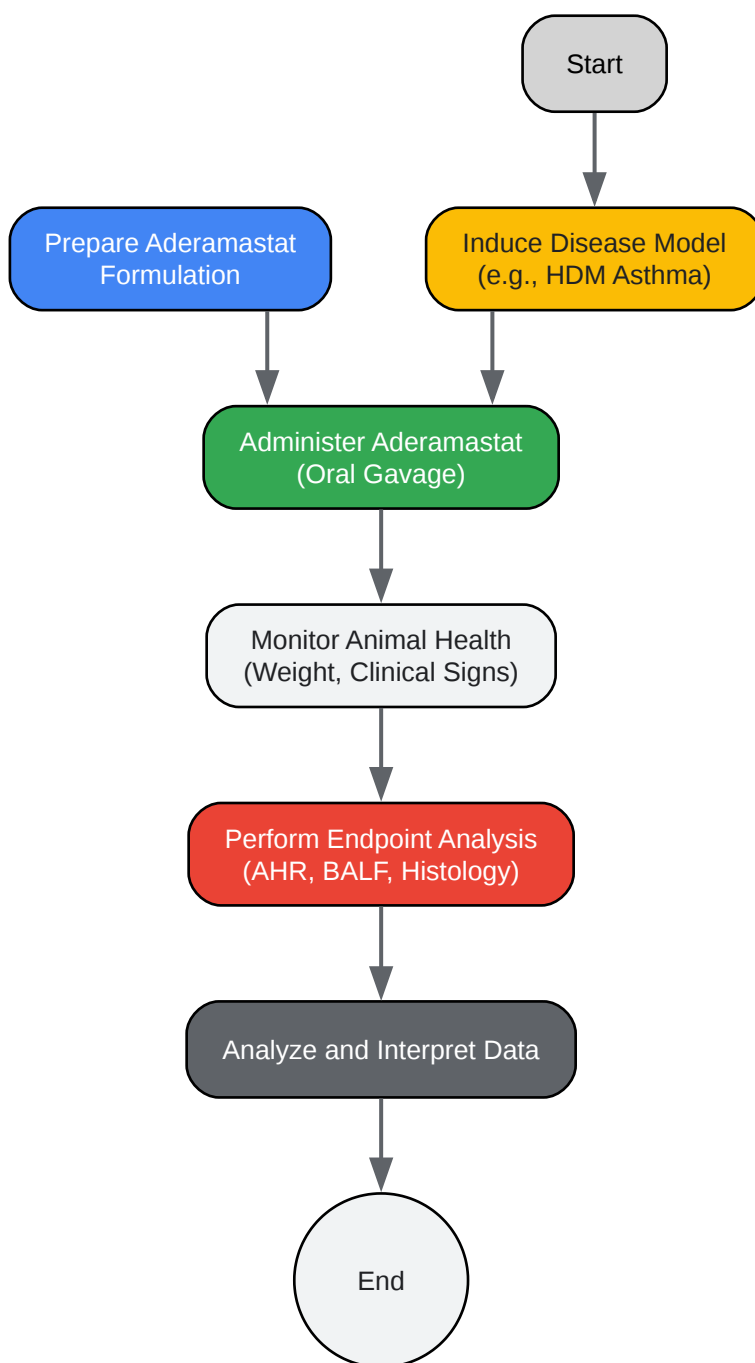 Start
Prepare Aderamastat
Formulation
Induce Disease Model
(e.g., HDM Asthma)
Administer Aderamastat
(Oral Gavage)
Monitor Animal Health
(Weight, Clinical Signs)
Perform Endpoint Analysis
(AHR, BALF, Histology)
Analyze and Interpret Data
End